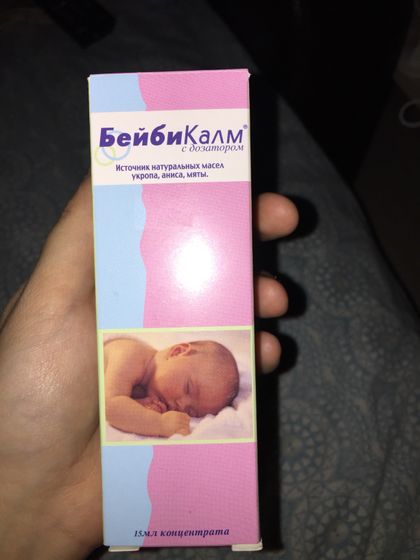 БейбиКалм®
с дозатором
Источник натуральных масел
укропа, аниса, мяты.
15мл концентрата